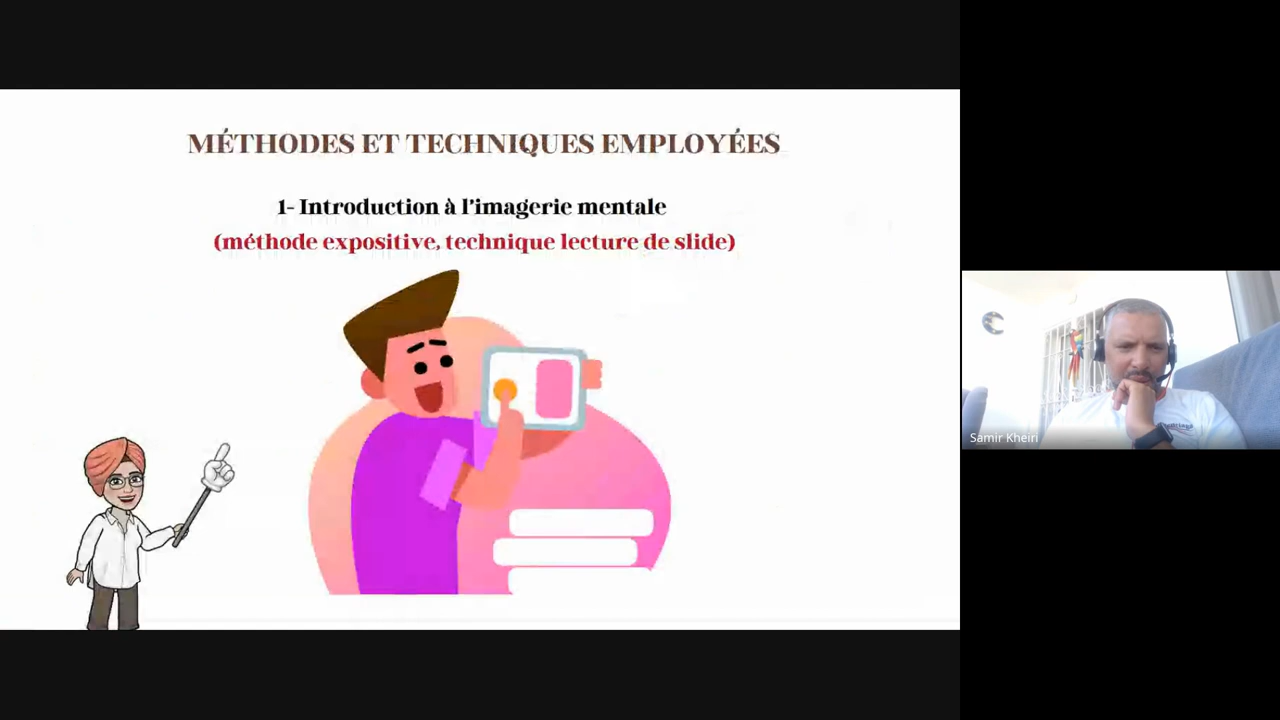 MÉTHODES ET TECHNIQUES EMPLOYÉES
1- Introduction à l'imagerie mentale
(méthode expositive, technique lecture de slide)
Samir Kheiri